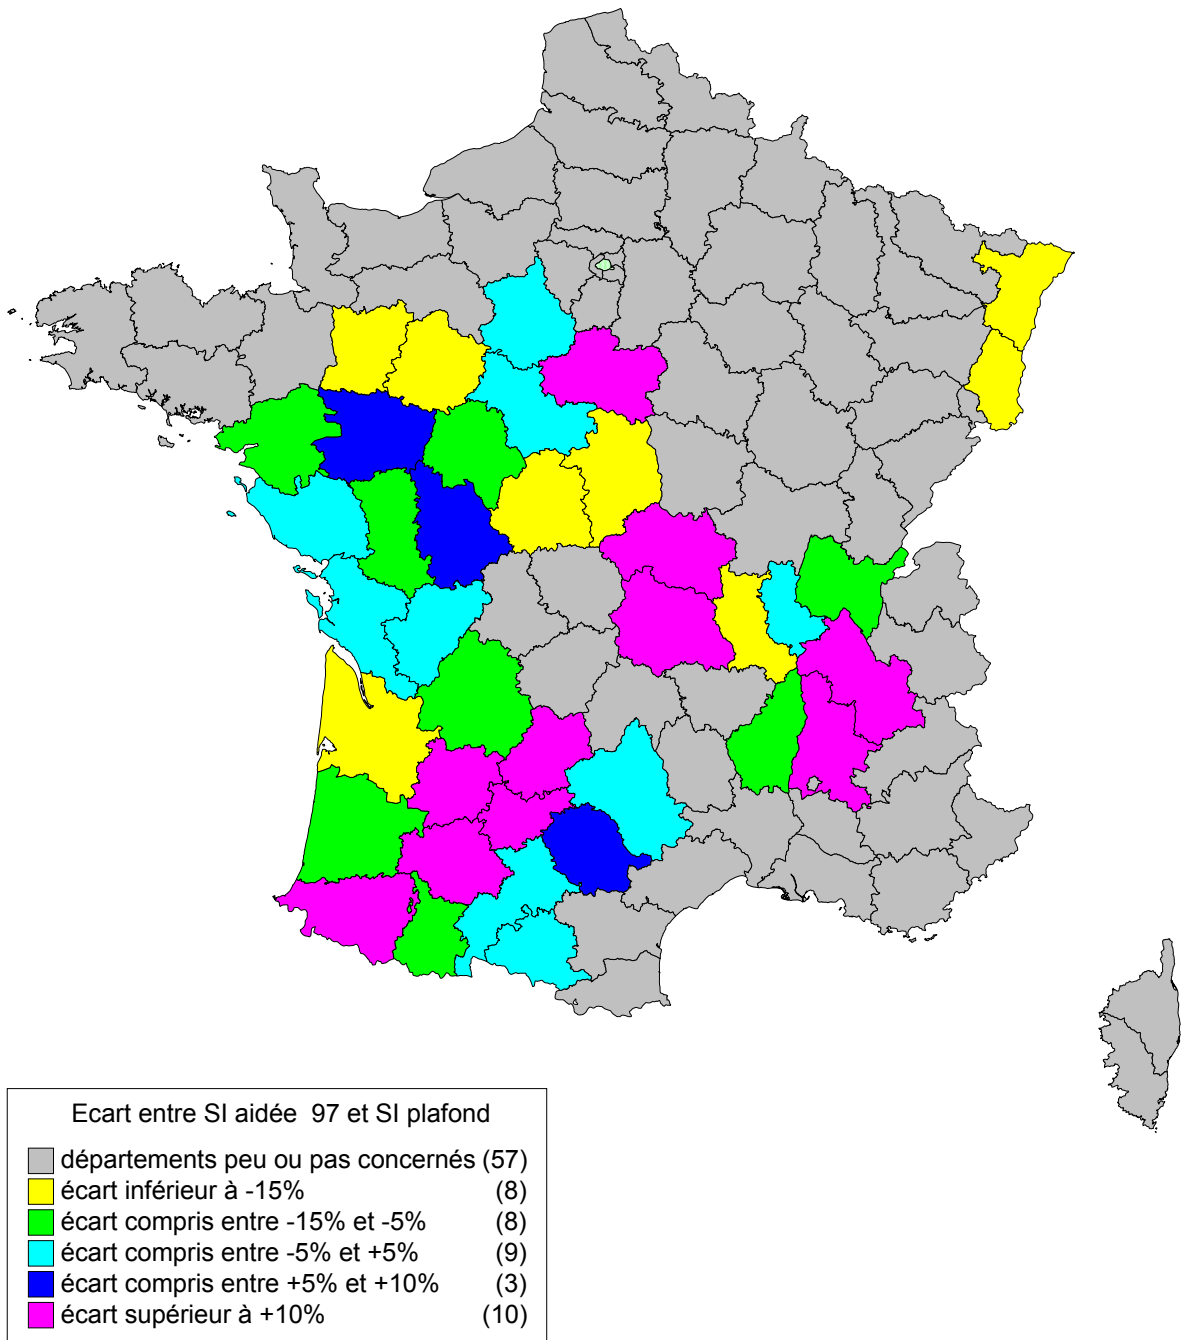 Ecart entre SI aidée 97 et SI plafond
départements peu ou pas concernés (57)
écart inférieur à -15% (8)
écart compris entre -15% et -5% (8)
écart compris entre -5% et +5% (9)
écart compris entre +5% et +10% (3)
écart supérieur à +10% (10)